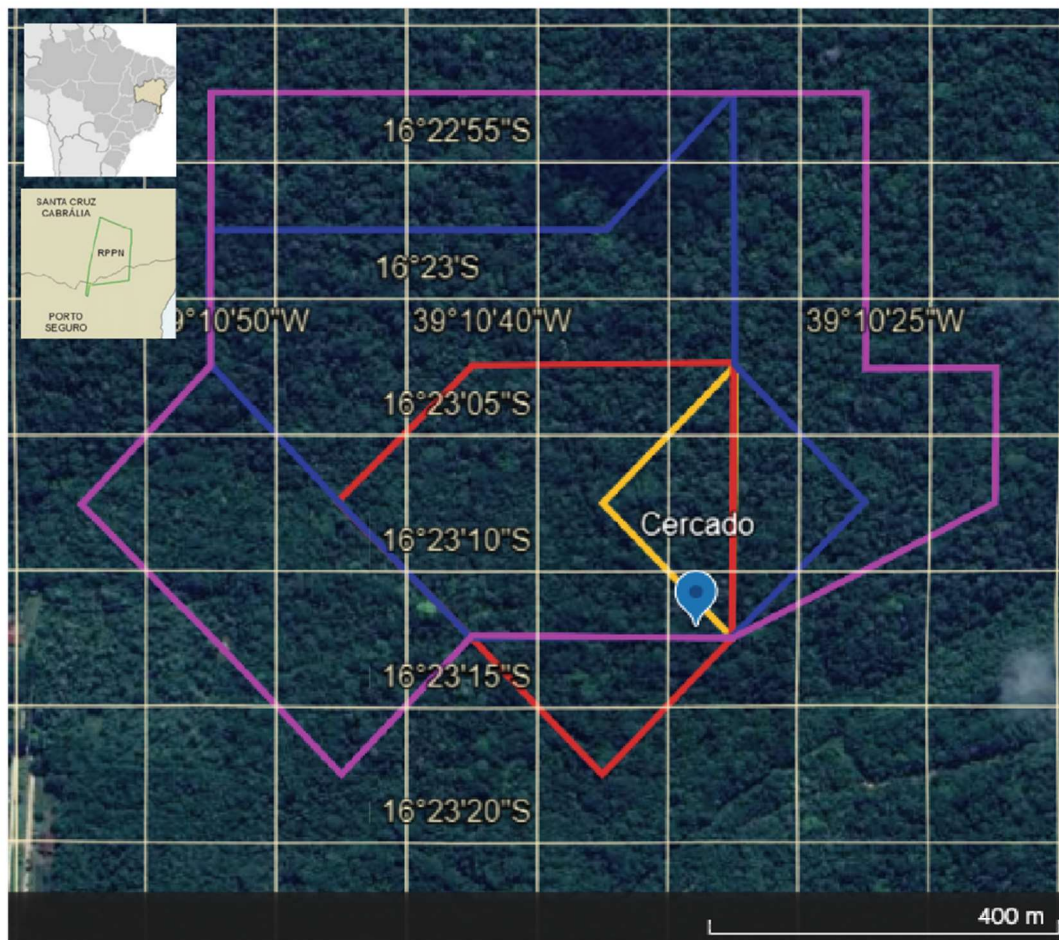 SANTA CRUZ
CABRÁLIA
RPPN
PORTO
SEGURO
16°22'55"S
16°23'S
9°10'50"W
39°10'40"W
39°10'25"W
16°23'05"S
Cercado
16°23'10"S
16°23'15"S
16°23'20"S
400 m